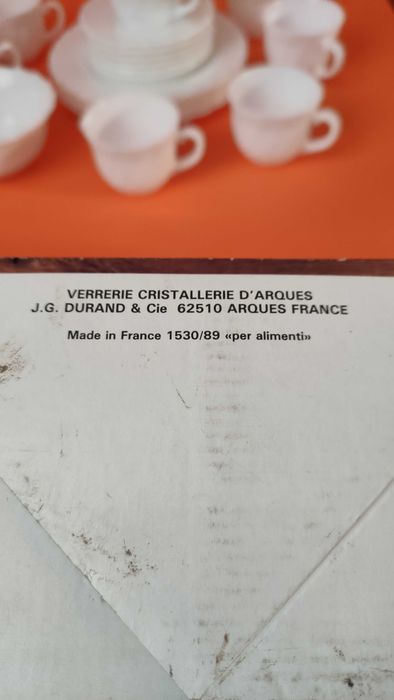 VERRERIE CRISTALLERIE D'ARQUES
J.G. DURAND & Cie 62510 ARQUES FRANCE
Made in France 1530/89 «per alimenti»